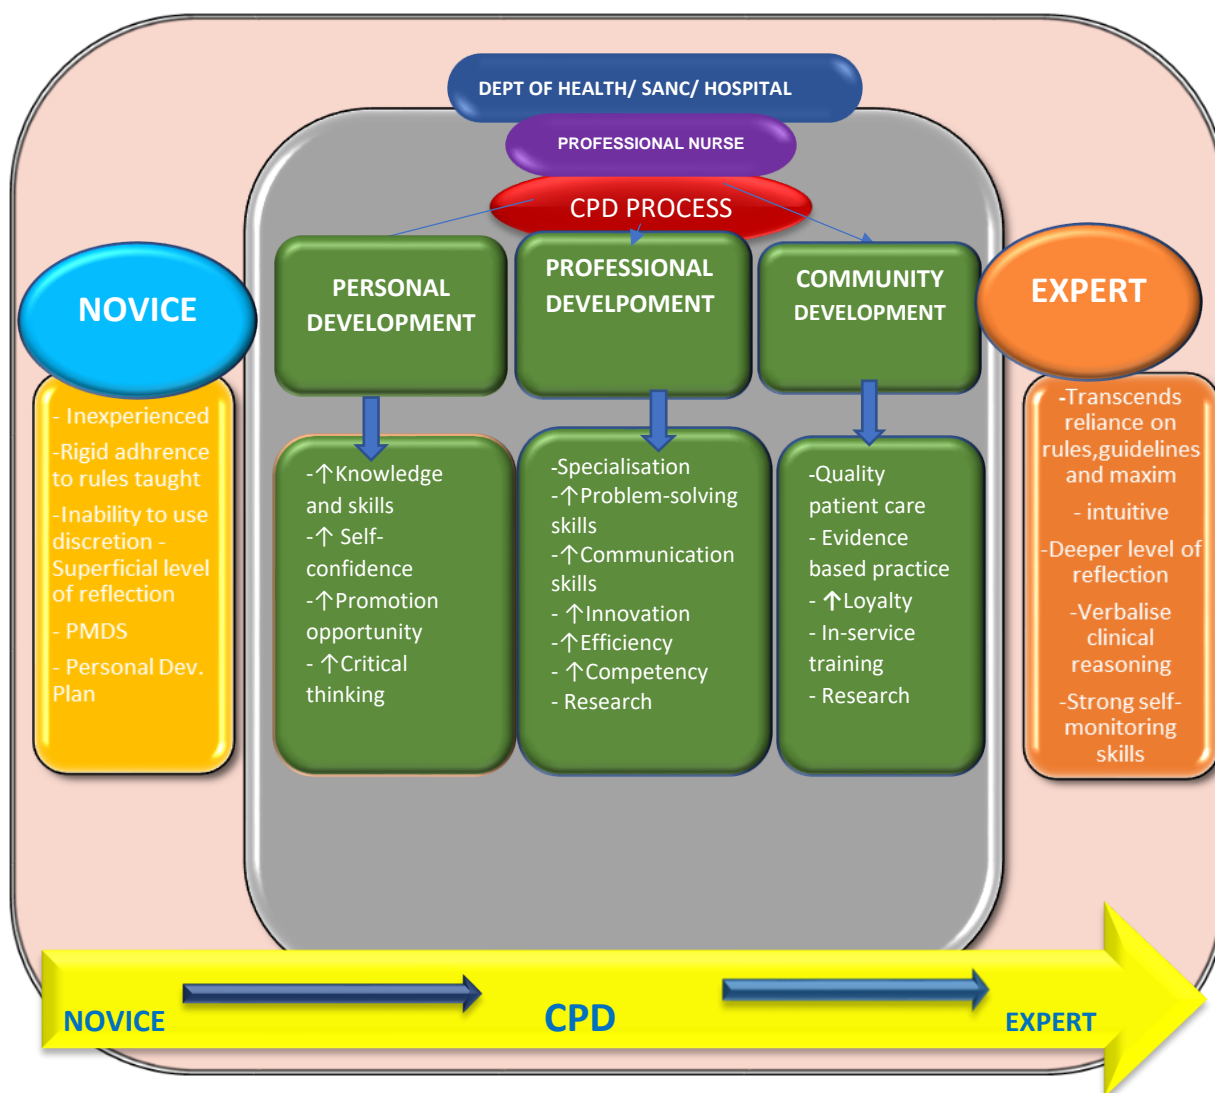 DEPT OF HEALTH/ SANC/ HOSPITAL
PROFESSIONAL NURSE
CPD PROCESS
NOVICE
- Inexperienced
-Rigid adhrence
to rules taught
-Inability to use
discretion -
Superficial level
of reflection
- PMDS
- Personal Dev.
Plan
PERSONAL
DEVELOPMENT
-↑Knowledge
and skills
-↑ Self-
confidence
-↑Promotion
opportunity
- ↑Critical
thinking
PROFESSIONAL
DEVELPOMENT
-Specialisation
-↑Problem-solving
skills
-↑Communication
skills
- ↑Innovation
-↑Efficiency
- ↑Competency
- Research
COMMUNITY
DEVELOPMENT
-Quality
patient care
- Evidence
based practice
- ↑Loyalty
- In-service
training
- Research
EXPERT
-Transcends
reliance on
rules,guidelines
and maxim
- intuitive
-Deeper level of
reflection
-Verbalise
clinical
reasoning
-Strong self-
monitoring
skills
NOVICE
CPD
EXPERT